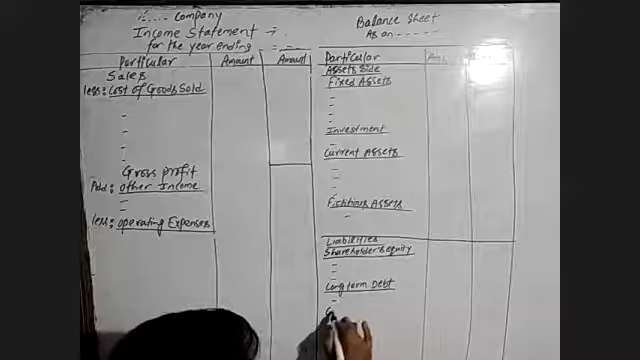 Company
Income Statement
for the year ending
Particular Amount Amount
Sales
less: Cost of Goods Sold
Gross profit
Add: other Income
less: operating Expenses
Balance Sheet
As on
Particular
Assets Side
Fixed Assets
Investment
Current Assets
Fictitious Assets
Liabilities
Shareholders equity
Long term Debt